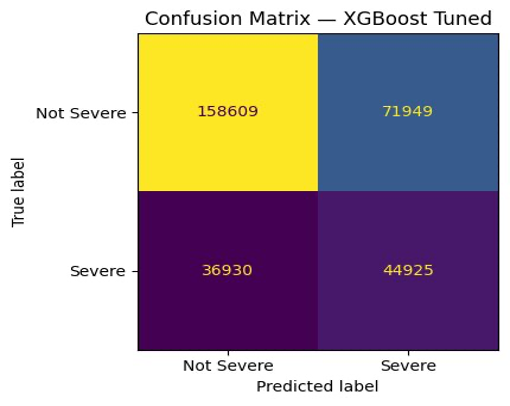 Confusion Matrix — XGBoost Tuned
Not Severe
158609
71949
True label
Severe
36930
44925
Not Severe
Severe
Predicted label